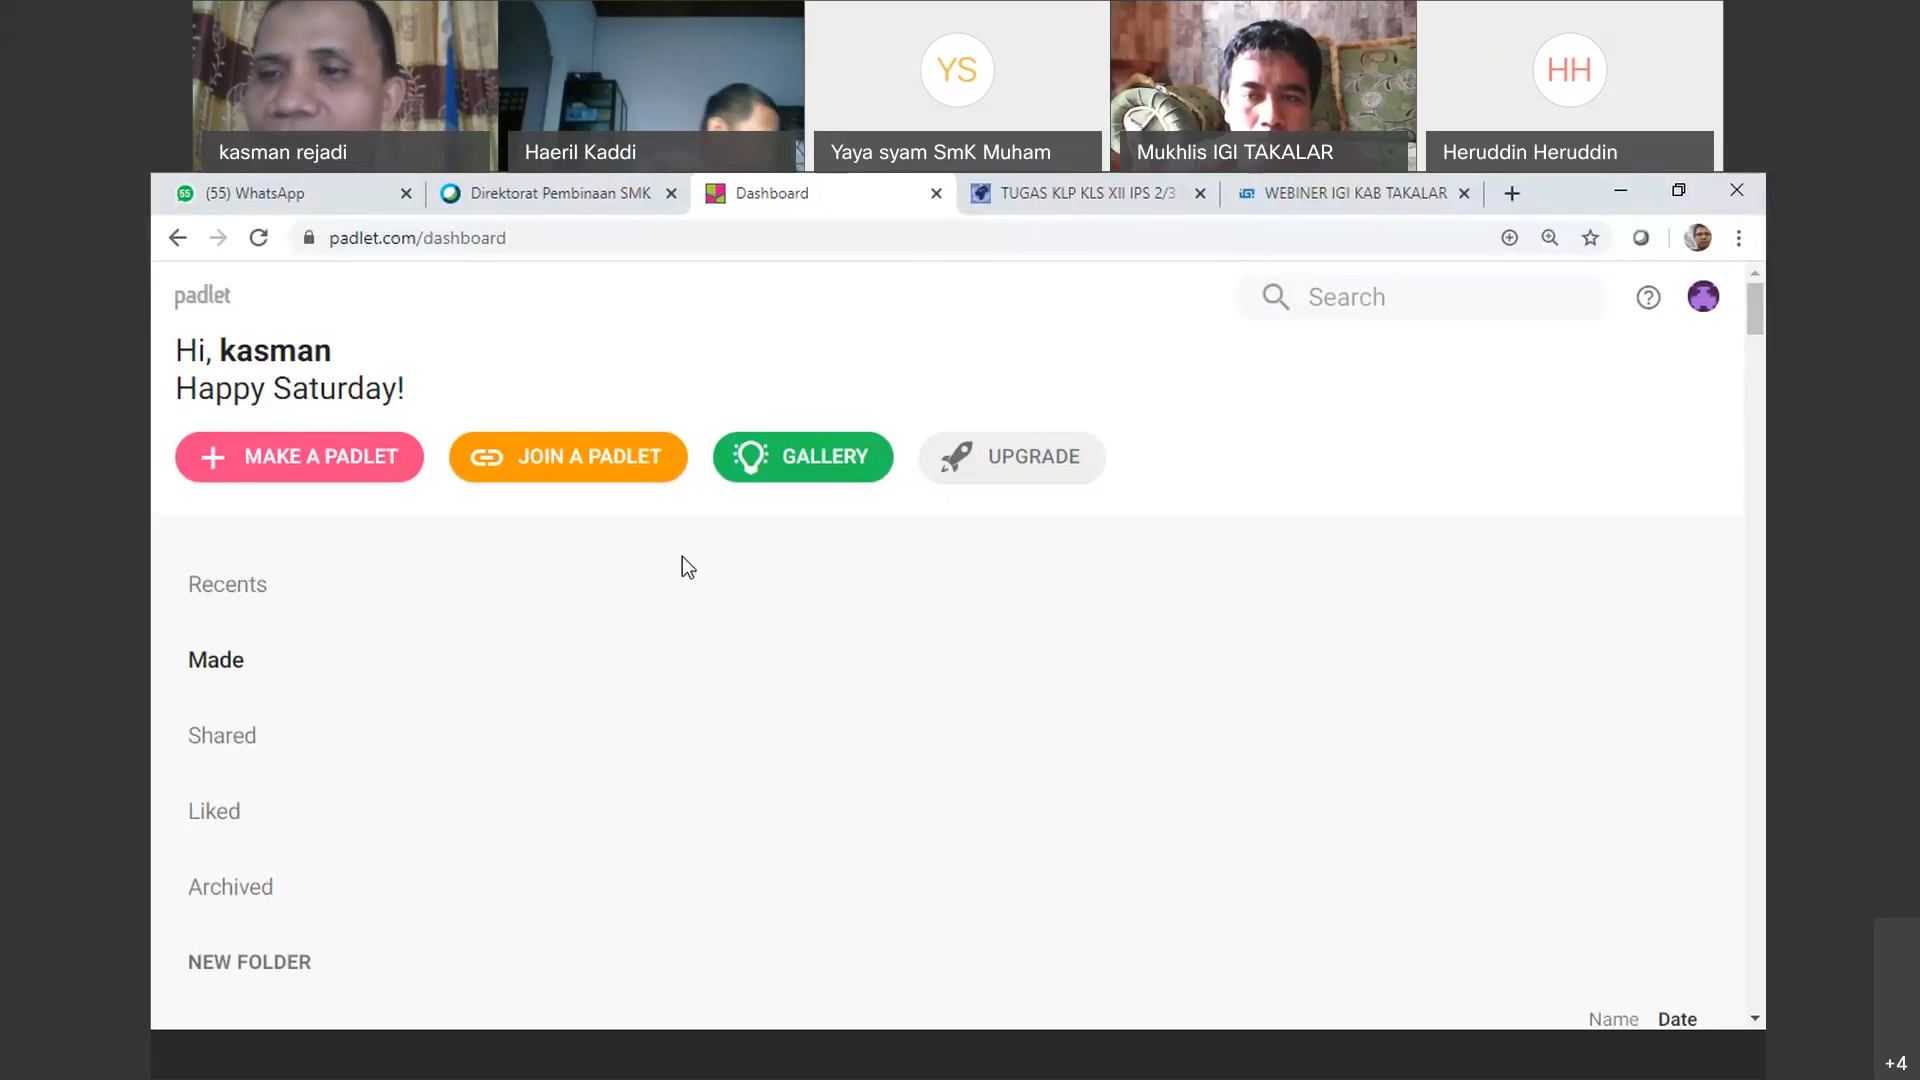 YS
HH
kasman rejadi
Haeril Kaddi
Yaya syam SmK Muham
Mukhlis IGI TAKALAR
Heruddin Heruddin
(55) WhatsApp
Direktorat Pembinaan SMK
Dashboard
TUGAS KLP KLS XII IPS 2/3
WEBINER IGI KAB TAKALAR
padlet.com/dashboard
padlet
Search
Hi, kasman
Happy Saturday!
MAKE A PADLET
JOIN A PADLET
GALLERY
UPGRADE
Recents
Made
Shared
Liked
Archived
NEW FOLDER
Name Date
+4